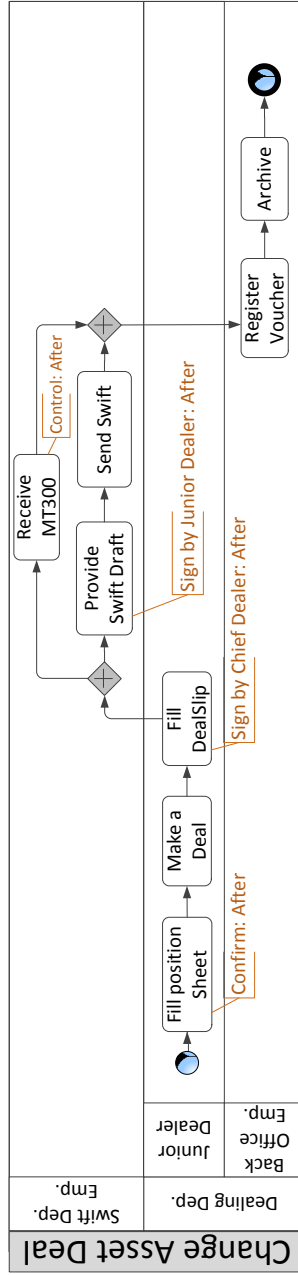 Change Asset Deal
Swift Dep.
Emp.
Dealing Dep.
Junior
Dealer
Back
Office
Emp.
Receive
MT300
Control: After
Provide
Swift Draft
Send Swift
Sign by Junior Dealer: After
Fill position
Sheet
Make a
Deal
Fill
DealSlip
Confirm: After
Sign by Chief Dealer: After
Register
Voucher
Archive